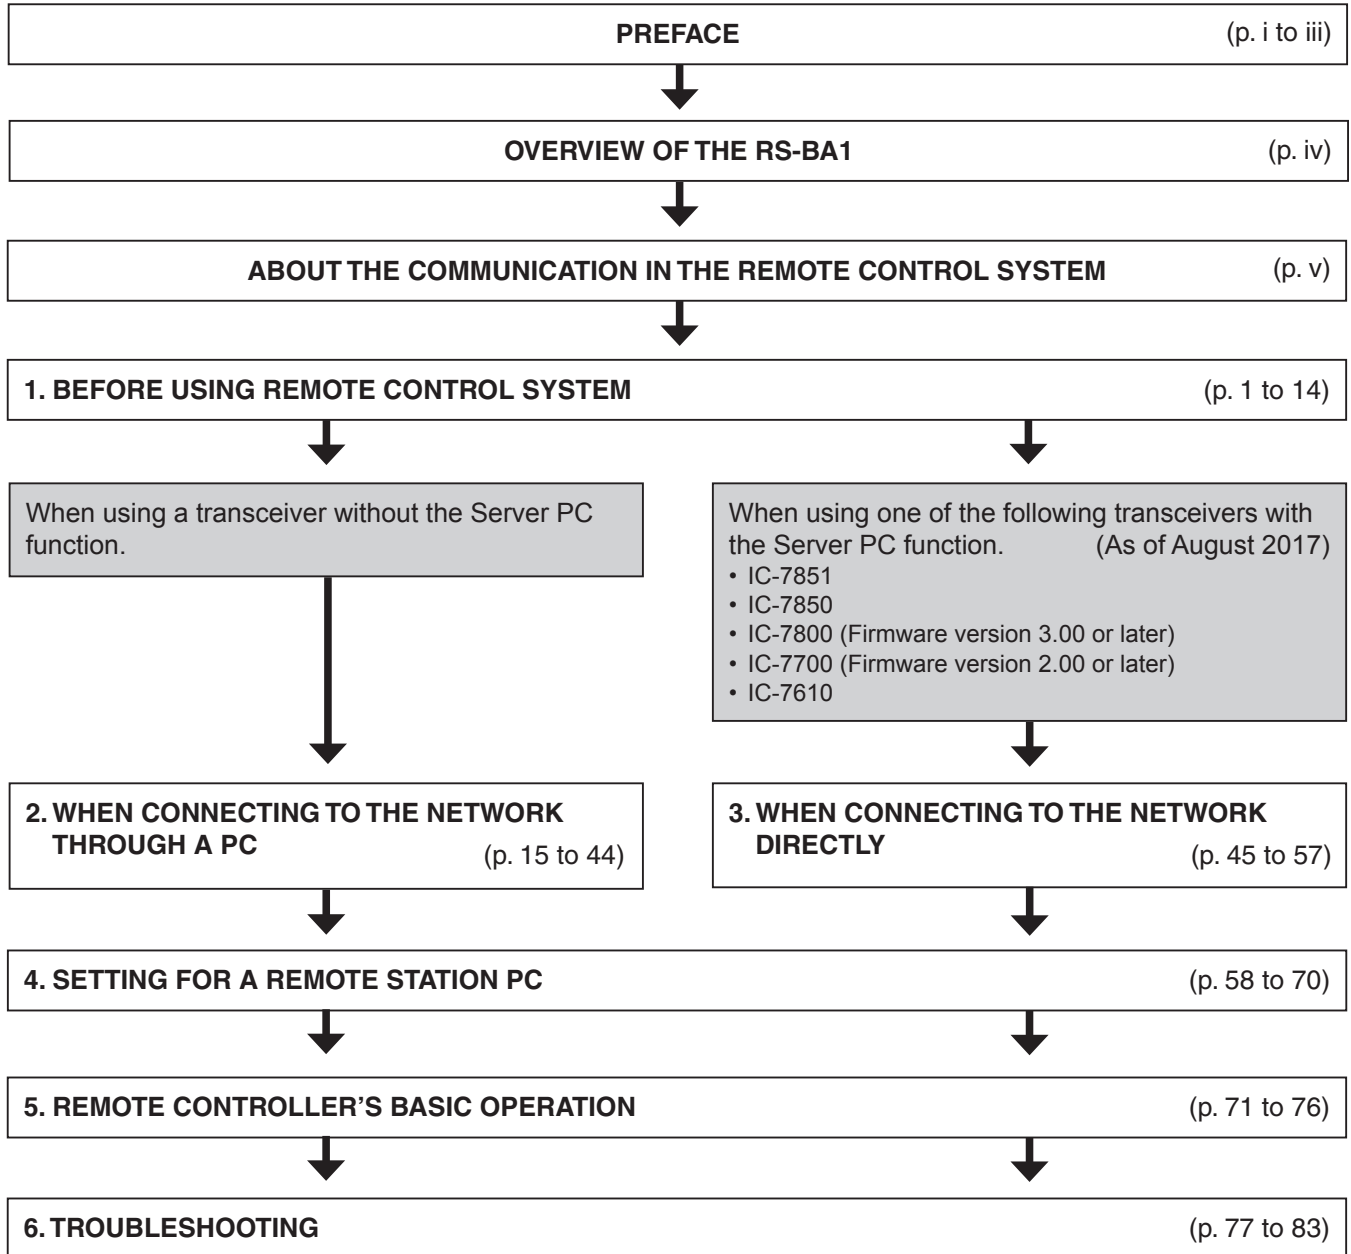 PREFACE (p. i to iii)
OVERVIEW OF THE RS-BA1 (p. iv)
ABOUT THE COMMUNICATION IN THE REMOTE CONTROL SYSTEM (p. v)
1. BEFORE USING REMOTE CONTROL SYSTEM (p. 1 to 14)
When using a transceiver without the Server PC
function.
When using one of the following transceivers with
the Server PC function. (As of August 2017)
• IC-7851
• IC-7850
• IC-7800 (Firmware version 3.00 or later)
• IC-7700 (Firmware version 2.00 or later)
• IC-7610
2. WHEN CONNECTING TO THE NETWORK
THROUGH A PC (p. 15 to 44)
3. WHEN CONNECTING TO THE NETWORK
DIRECTLY (p. 45 to 57)
4. SETTING FOR A REMOTE STATION PC (p. 58 to 70)
5. REMOTE CONTROLLER’S BASIC OPERATION (p. 71 to 76)
6. TROUBLESHOOTING (p. 77 to 83)